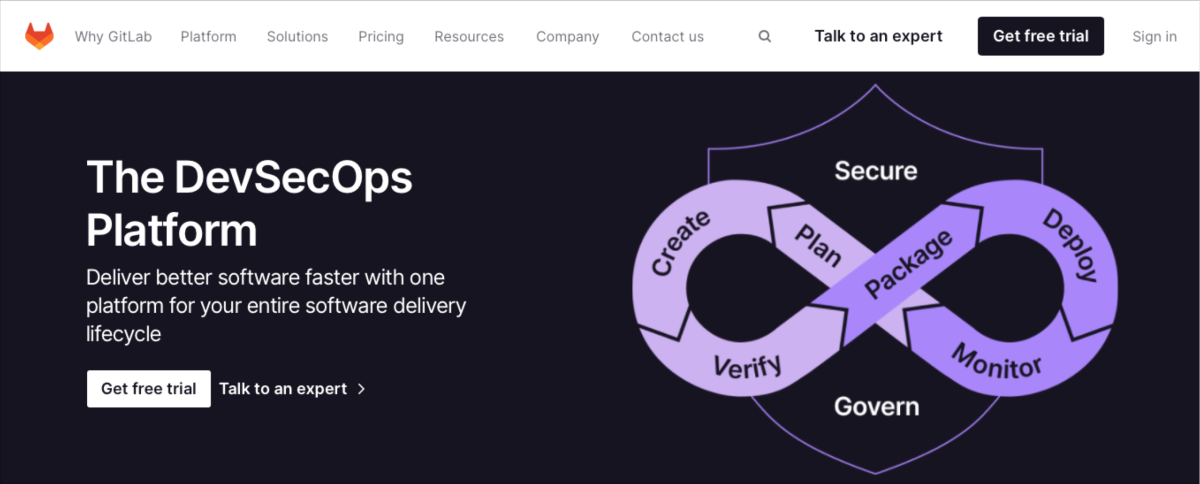 Why GitLab
Platform
Solutions
Pricing
Resources
Company
Contact us
Talk to an expert
Get free trial
Sign in
The DevSecOps
Platform
Deliver better software faster with one
platform for your entire software delivery
lifecycle
Get free trial
Talk to an expert
Secure
Create
Plan
Package
Deploy
Verify
Monitor
Govern